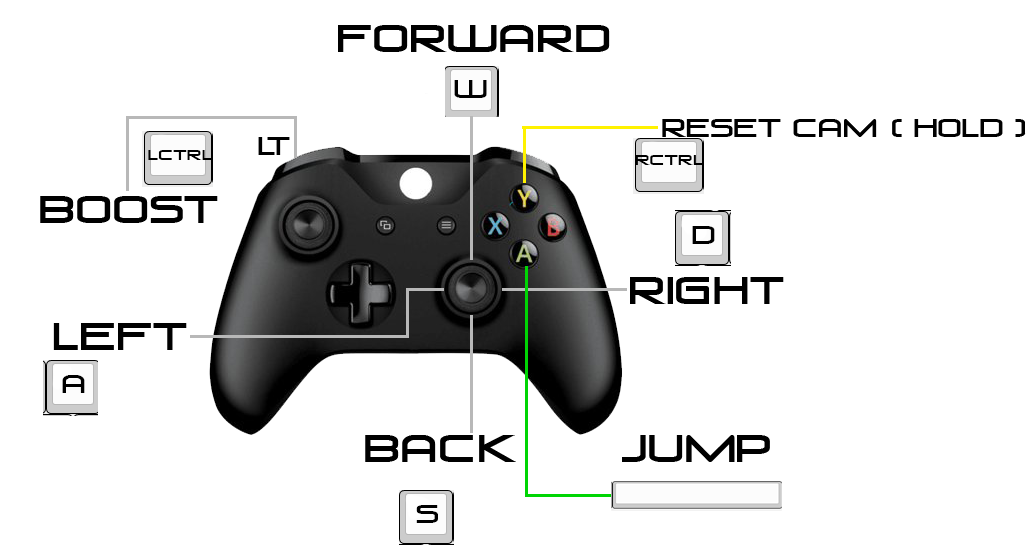 FORWARD
W
RESET CAM ( HOLD )
LT
LCTRL
RCTRL
BOOST
Y
X
B
D
A
RIGHT
LEFT
A
BACK
JUMP
S